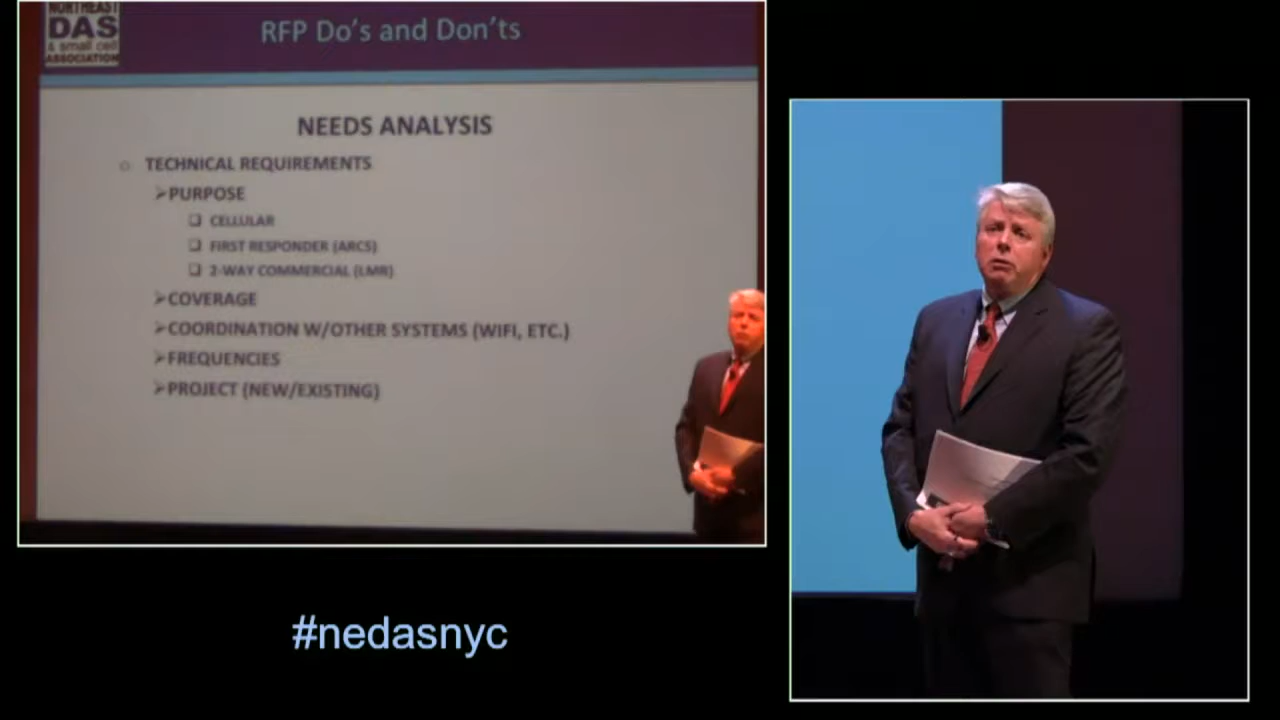 NORTHEAST
DAS
& small cell
ASSOCIATION
RFP Do's and Don'ts
NEEDS ANALYSIS
TECHNICAL REQUIREMENTS
PURPOSE
CELLULAR
FIRST RESPONDER (ARCS)
2-WAY COMMERCIAL (LMR)
COVERAGE
COORDINATION W/OTHER SYSTEMS (WIFI, ETC.)
FREQUENCIES
PROJECT (NEW/EXISTING)
#nedasnyc